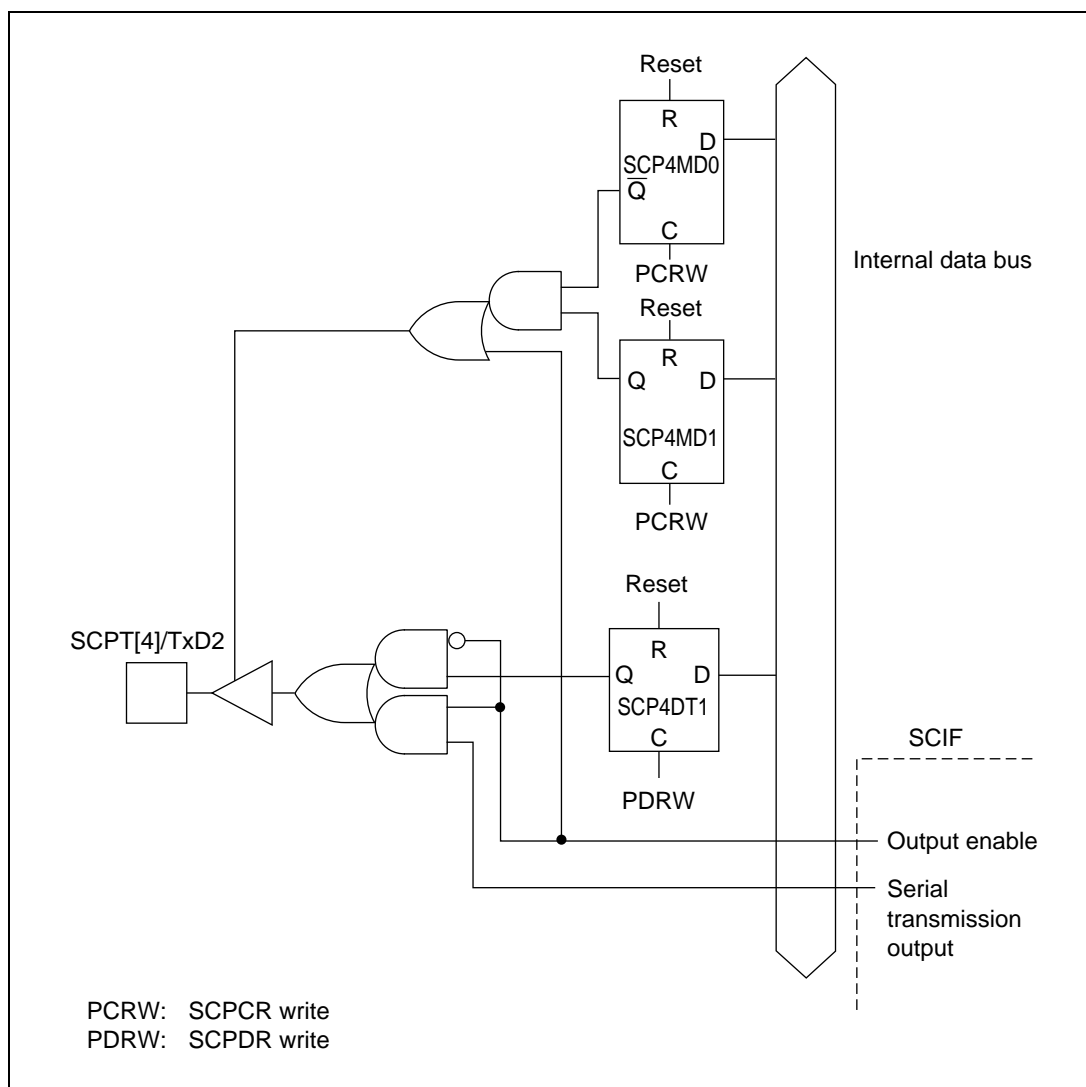 Reset
R
D
SCP4MD0
Q̅
C
PCRW
Internal data bus
Reset
R
Q D
SCP4MD1
C
PCRW
Reset
SCPT[4]/TxD2
R
Q D
SCP4DT1
C
SCIF
PDRW
Output enable
Serial
transmission
output
PCRW: SCPCR write
PDRW: SCPDR write